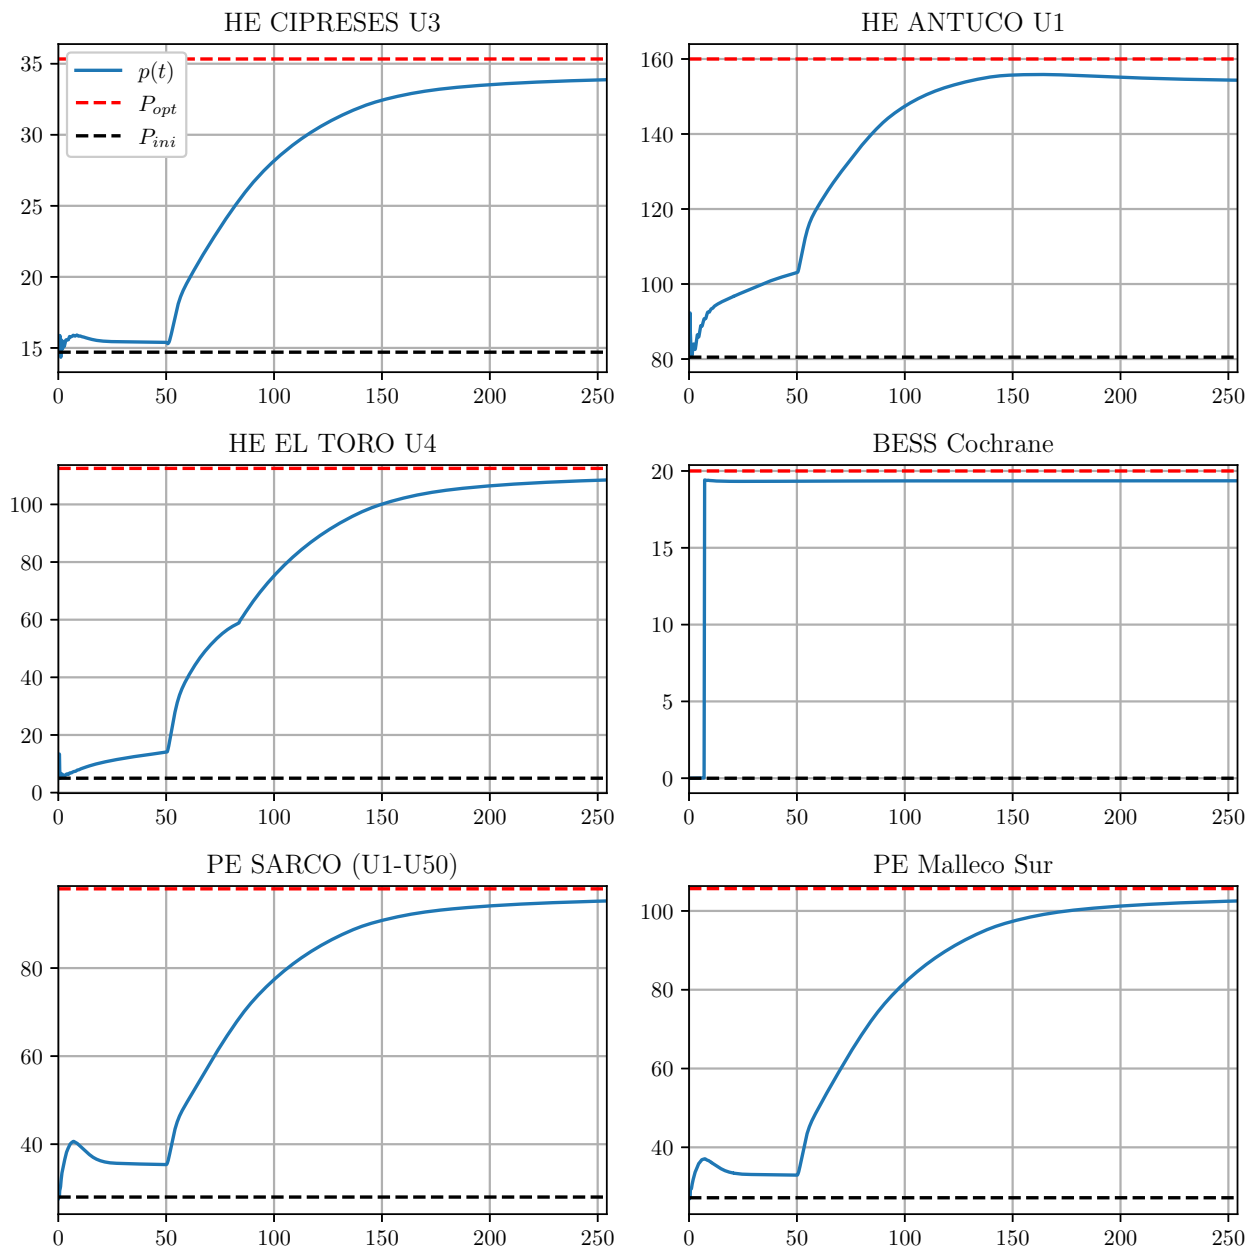 HE CIPRESES U3
35
30
25
20
15
0 50 100 150 200 250
p(t)
P_opt
P_ini
HE ANTUCO U1
160
140
120
100
80
0 50 100 150 200 250
HE EL TORO U4
100
80
60
40
20
0
0 50 100 150 200 250
BESS Cochrane
20
15
10
5
0
0 50 100 150 200 250
PE SARCO (U1-U50)
80
60
40
0 50 100 150 200 250
PE Malleco Sur
100
80
60
40
0 50 100 150 200 250